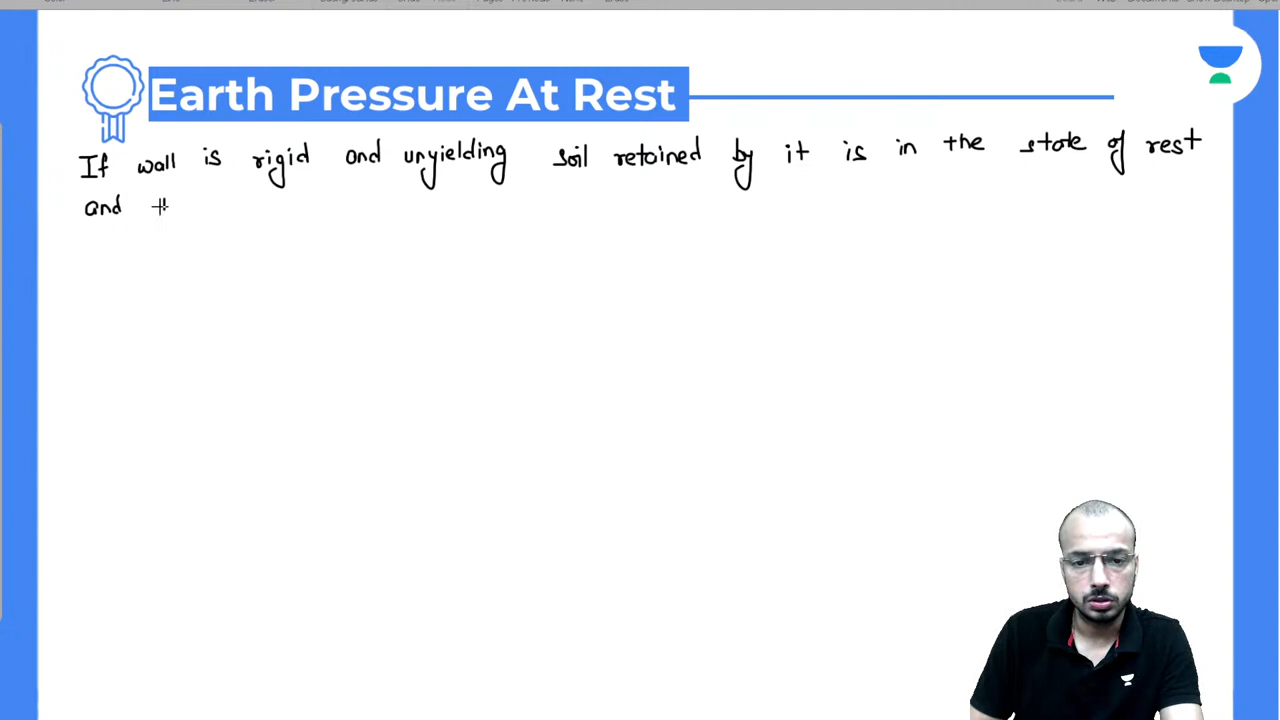 Earth Pressure At Rest
If wall is rigid and unyielding soil retained by it is in the state of rest
and